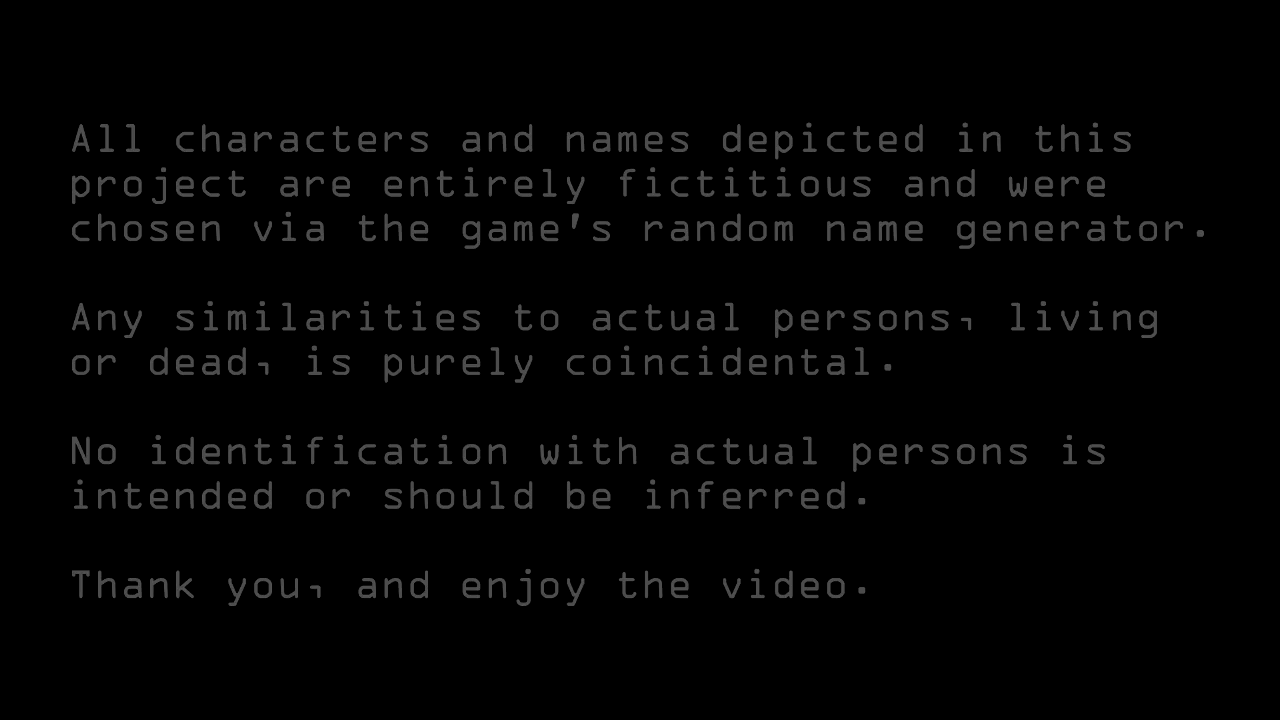 All characters and names depicted in this
project are entirely fictitious and were
chosen via the game's random name generator.
Any similarities to actual persons, living
or dead, is purely coincidental.
No identification with actual persons is
intended or should be inferred.
Thank you, and enjoy the video.